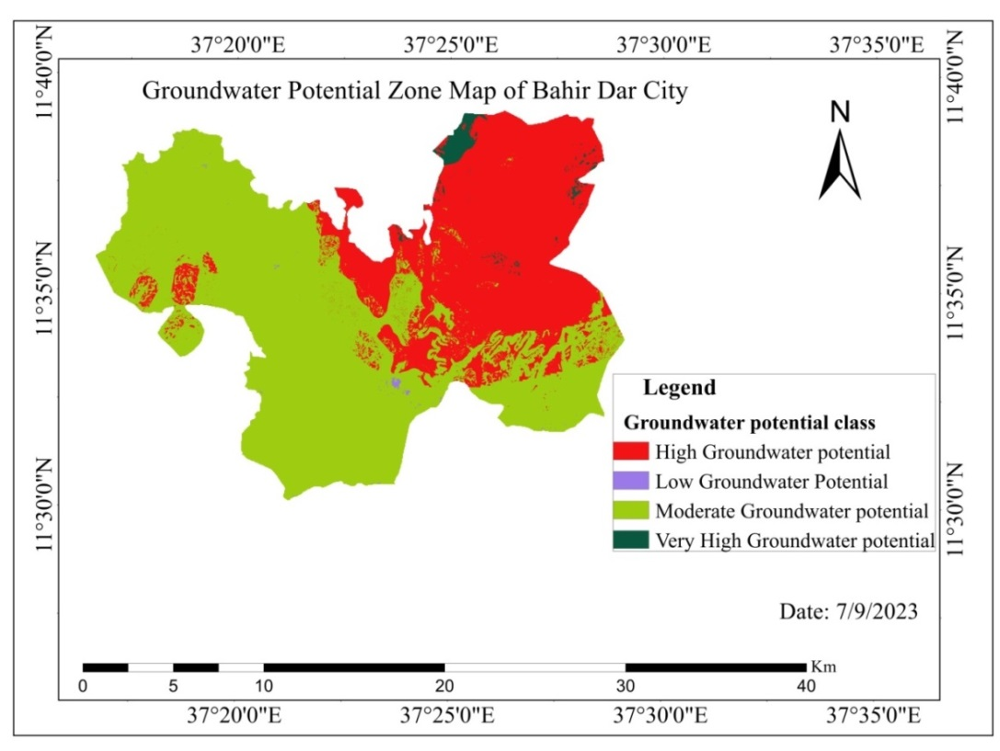 37°20'0"E 37°25'0"E 37°30'0"E 37°35'0"E
11°40'0"N
11°40'0"N
Groundwater Potential Zone Map of Bahir Dar City
N
11°35'0"N
11°35'0"N
Legend
Groundwater potential class
High Groundwater potential
Low Groundwater Potential
Moderate Groundwater potential
Very High Groundwater potential
11°30'0"N
11°30'0"N
Date: 7/9/2023
Km
0 5 10 20 30 40
37°20'0"E 37°25'0"E 37°30'0"E 37°35'0"E